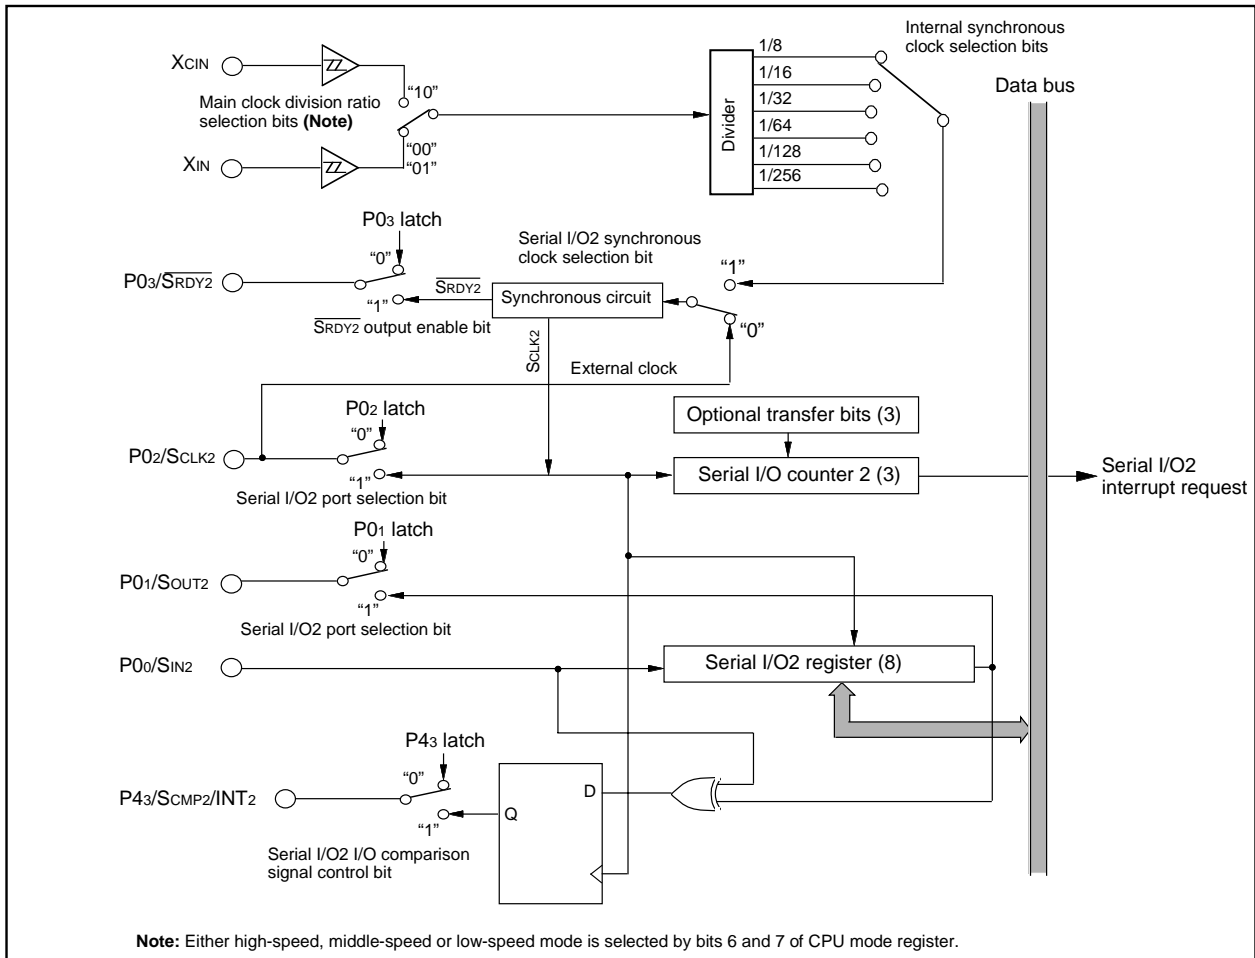 Internal synchronous
clock selection bits
XCIN
Main clock division ratio
selection bits (Note)
"10"
XIN
"00"
"01"
Divider
1/8
1/16
1/32
1/64
1/128
1/256
Data bus
P03 latch
"0"
P03/SRDY2
"1"
SRDY2
SRDY2 output enable bit
Serial I/O2 synchronous
clock selection bit
Synchronous circuit
"1"
"0"
SCLK2
External clock
P02 latch
"0"
P02/SCLK2
"1"
Serial I/O2 port selection bit
Optional transfer bits (3)
Serial I/O counter 2 (3)
Serial I/O2
interrupt request
P01 latch
"0"
P01/SOUT2
"1"
Serial I/O2 port selection bit
P00/SIN2
Serial I/O2 register (8)
P43 latch
"0"
P43/SCMP2/INT2
"1"
Serial I/O2 I/O comparison
signal control bit
Q
D
Note: Either high-speed, middle-speed or low-speed mode is selected by bits 6 and 7 of CPU mode register.